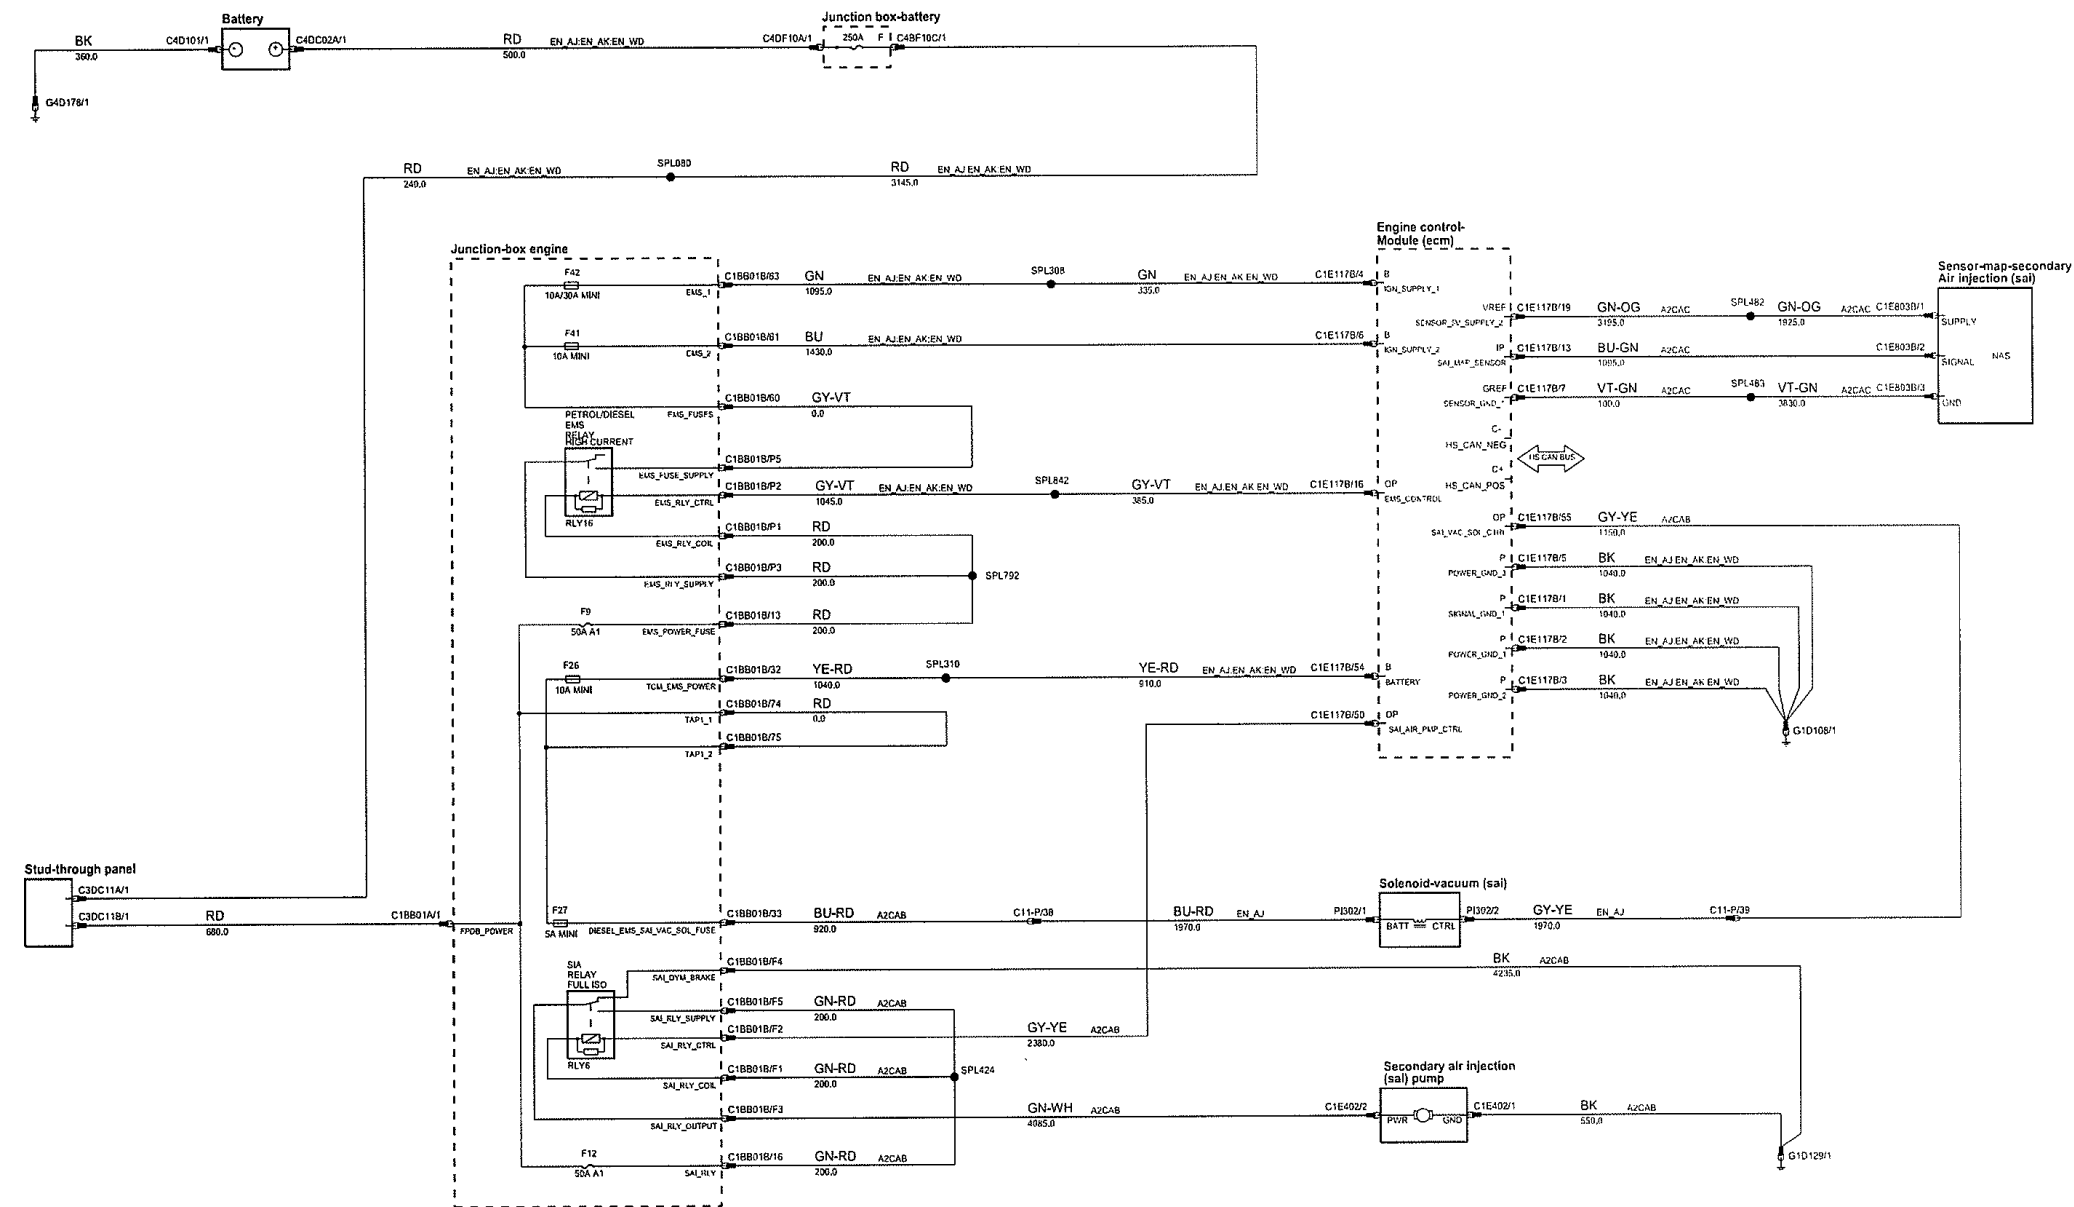 Battery
Junction box-battery
BK
360.0
C4D101/1
C4DC02A/1
RD
500.0
EN_AJ:EN_AK:EN_WD
C4DF10A/1
250A F
C4BF10C/1
G4D178/1
RD
240.0
EN_AJ:EN_AK:EN_WD
SPL080
RD
3145.0
EN_AJ:EN_AK:EN_WD
Junction-box engine
Engine control-
Module (ecm)
Sensor-map-secondary
Air injection (sai)
F42
10A/30A MINI
EMS_1
C1BB01B/63
GN
1095.0
EN_AJ:EN_AK:EN_WD
SPL308
GN
335.0
EN_AJ:EN_AK:EN_WD
C1E117B/4
B
IGN_SUPPLY_1
VREF
SENSOR_5V_SUPPLY_2
C1E117B/19
GN-OG
3195.0
A2CAC
SPL482
GN-OG
1925.0
A2CAC
C1E803B/1
SUPPLY
F41
10A MINI
EMS_2
C1BB01B/61
BU
1430.0
EN_AJ:EN_AK:EN_WD
C1E117B/6
B
IGN_SUPPLY_2
IP
SAI_MAP_SENSOR
C1E117B/13
BU-GN
1095.0
A2CAC
C1E803B/2
SIGNAL
NAS
GREF
SENSOR_GND_1
C1E117B/7
VT-GN
100.0
A2CAC
SPL483
VT-GN
3830.0
A2CAC
C1E803B/3
GND
EMS_FUSES
C1BB01B/60
GY-VT
0.0
PETROL/DIESEL
EMS
RELAY
HIGH CURRENT
RLY16
C-
HS_CAN_NEG
HS CAN BUS
C+
HS_CAN_POS
EMS_FUSE_SUPPLY
C1BB01B/P5
EMS_RLY_CTRL
C1BB01B/P2
GY-VT
1045.0
EN_AJ:EN_AK:EN_WD
SPL842
GY-VT
385.0
EN_AJ:EN_AK:EN_WD
C1E117B/16
OP
EMS_CONTROL
EMS_RLY_COIL
C1BB01B/P1
RD
200.0
OP
SAI_VAC_SOL_CTRL
C1E117B/55
GY-YE
1150.0
A2CAB
EMS_RLY_SUPPLY
C1BB01B/P3
RD
200.0
SPL792
P
POWER_GND_3
C1E117B/5
BK
1040.0
EN_AJ:EN_AK:EN_WD
F9
50A A1
EMS_POWER_FUSE
C1BB01B/13
RD
200.0
P
SIGNAL_GND_1
C1E117B/1
BK
1040.0
EN_AJ:EN_AK:EN_WD
P
POWER_GND_1
C1E117B/2
BK
1040.0
EN_AJ:EN_AK:EN_WD
F26
10A MINI
TCM_EMS_POWER
C1BB01B/32
YE-RD
1040.0
SPL310
YE-RD
910.0
EN_AJ:EN_AK:EN_WD
C1E117B/54
B
BATTERY
P
POWER_GND_2
C1E117B/3
BK
1040.0
EN_AJ:EN_AK:EN_WD
G1D108/1
TAP1_1
C1BB01B/74
RD
0.0
C1E117B/50
OP
SAI_AIR_PMP_CTRL
TAP1_2
C1BB01B/75
Stud-through panel
C3DC11A/1
C3DC11B/1
RD
680.0
C1BB01A/1
FPDB_POWER
Solenoid-vacuum (sai)
F27
5A MINI
DIESEL_EMS_SAI_VAC_SOL_FUSE
C1BB01B/33
BU-RD
920.0
A2CAB
C11-P/38
BU-RD
1970.0
EN_AJ
PI302/1
BATT
CTRL
PI302/2
GY-YE
1970.0
EN_AJ
C11-P/39
SIA
RELAY
FULL ISO
RLY6
SAI_DYM_BRAKE
C1BB01B/F4
BK
4235.0
A2CAB
SAI_RLY_SUPPLY
C1BB01B/F5
GN-RD
200.0
A2CAB
SAI_RLY_CTRL
C1BB01B/F2
GY-YE
2380.0
A2CAB
SAI_RLY_COIL
C1BB01B/F1
GN-RD
200.0
A2CAB
SPL424
Secondary air injection
(sai) pump
SAI_RLY_OUTPUT
C1BB01B/F3
GN-WH
4085.0
A2CAB
C1E402/2
PWR
GND
C1E402/1
BK
550.0
A2CAB
G1D129/1
F12
50A A1
SAI_RLY
C1BB01B/16
GN-RD
200.0
A2CAB